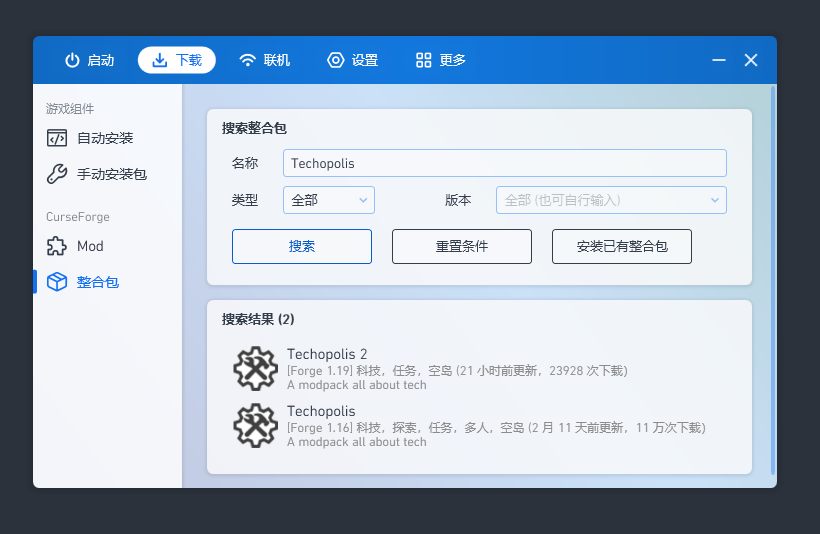 启动 下载 联机 设置 更多
游戏组件
自动安装
手动安装包
CurseForge
Mod
整合包
搜索整合包
名称 Techopolis
类型 全部 版本 全部 (也可自行输入)
搜索 重置条件 安装已有整合包
搜索结果 (2)
Techopolis 2
[Forge 1.19] 科技，任务，空岛 (21 小时前更新，23928 次下载)
A modpack all about tech
Techopolis
[Forge 1.16] 科技，探索，任务，多人，空岛 (2 月 11 天前更新，11 万次下载)
A modpack all about tech